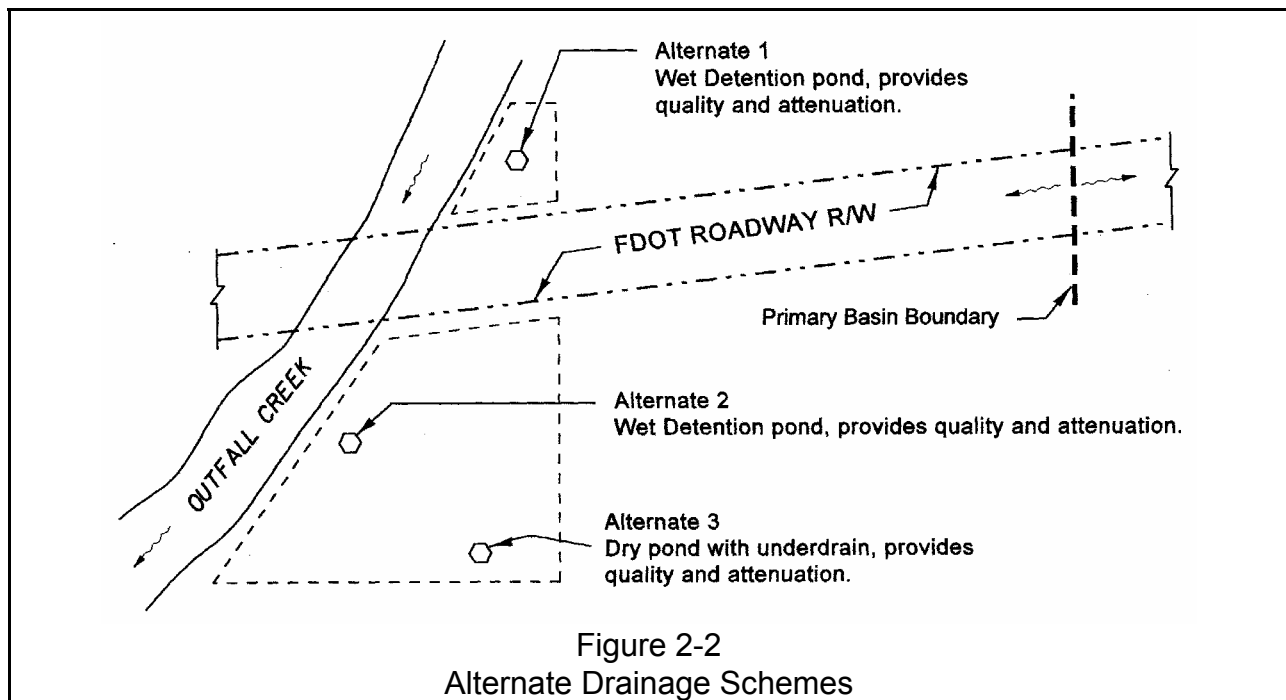 Alternate 1
Wet Detention pond, provides
quality and attenuation.
FDOT ROADWAY R/W
Primary Basin Boundary
OUTFALL CREEK
Alternate 2
Wet Detention pond, provides quality and attenuation.
Alternate 3
Dry pond with underdrain, provides
quality and attenuation.
Figure 2-2
Alternate Drainage Schemes